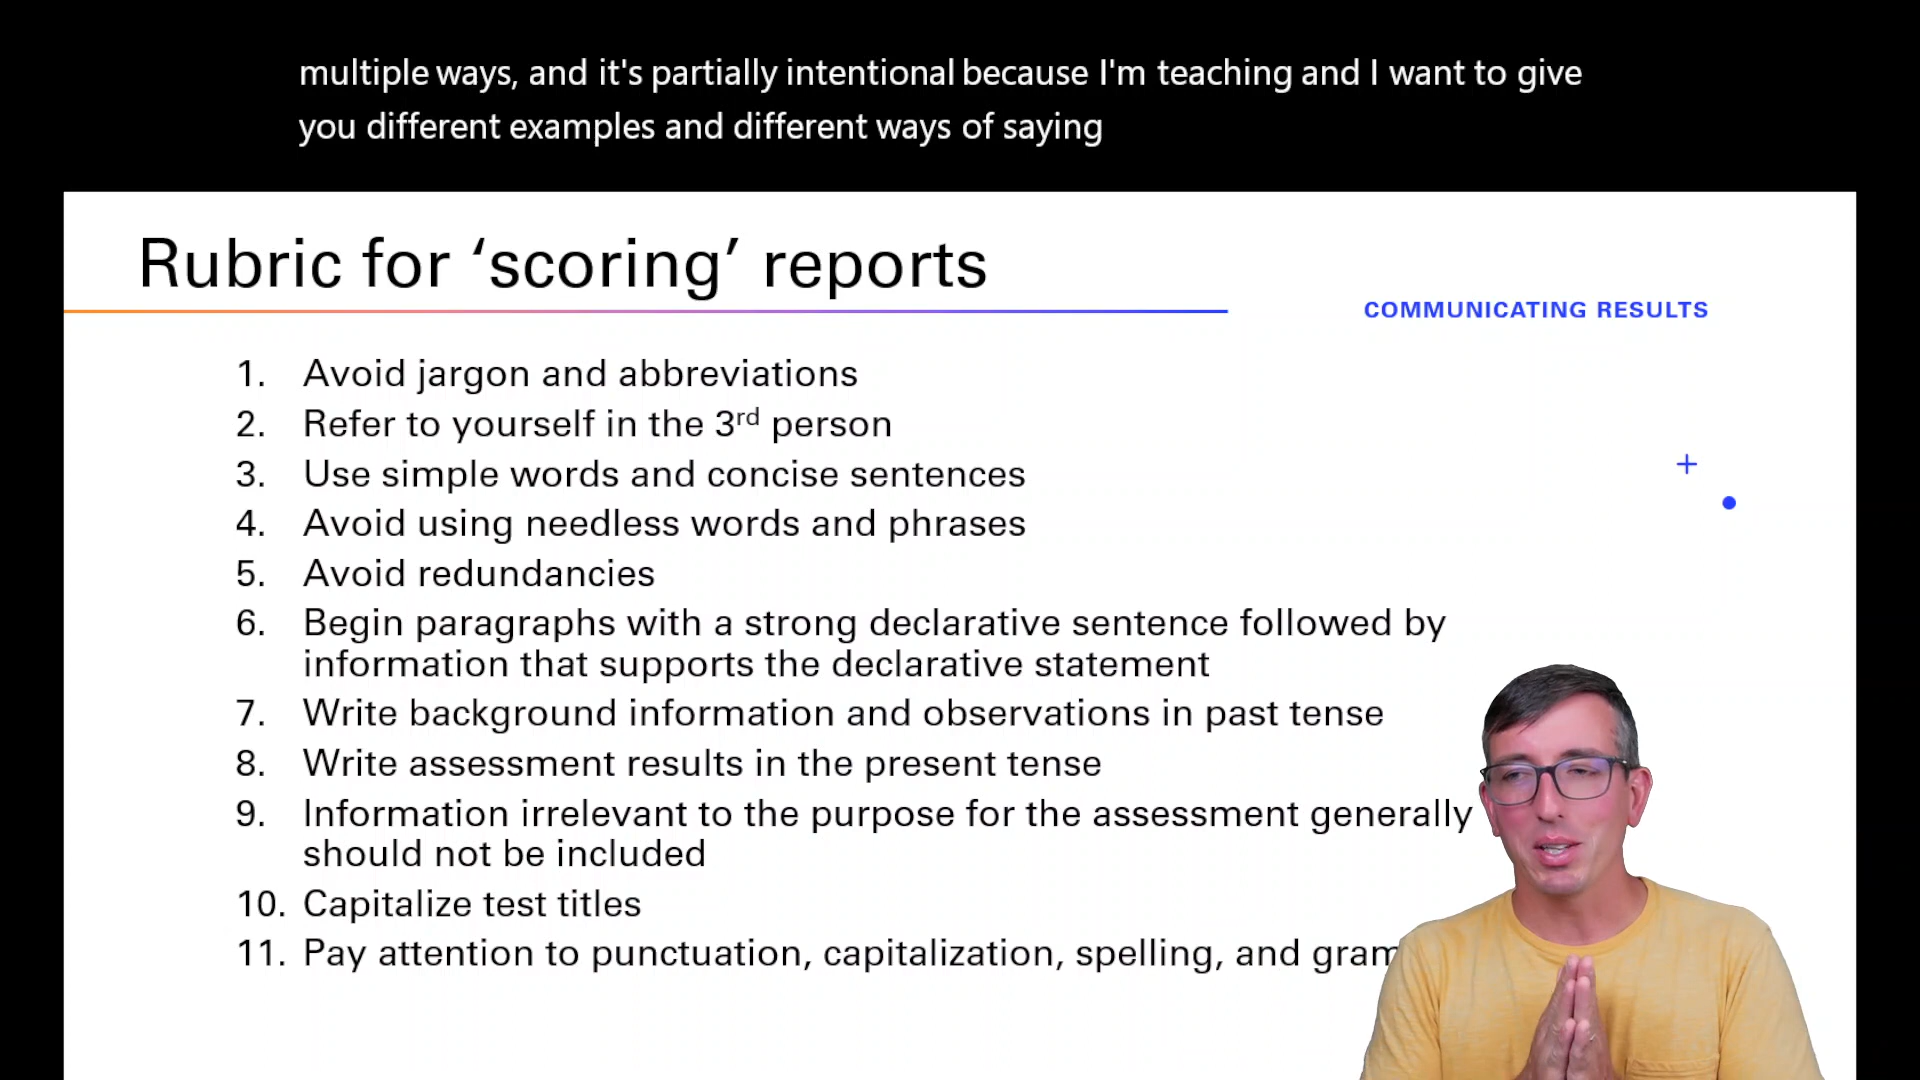 multiple ways, and it's partially intentional because I'm teaching and I want to give
you different examples and different ways of saying
Rubric for ‘scoring’ reports
COMMUNICATING RESULTS
1. Avoid jargon and abbreviations
2. Refer to yourself in the 3rd person
3. Use simple words and concise sentences
4. Avoid using needless words and phrases
5. Avoid redundancies
6. Begin paragraphs with a strong declarative sentence followed by
information that supports the declarative statement
7. Write background information and observations in past tense
8. Write assessment results in the present tense
9. Information irrelevant to the purpose for the assessment generally
should not be included
10. Capitalize test titles
11. Pay attention to punctuation, capitalization, spelling, and gram